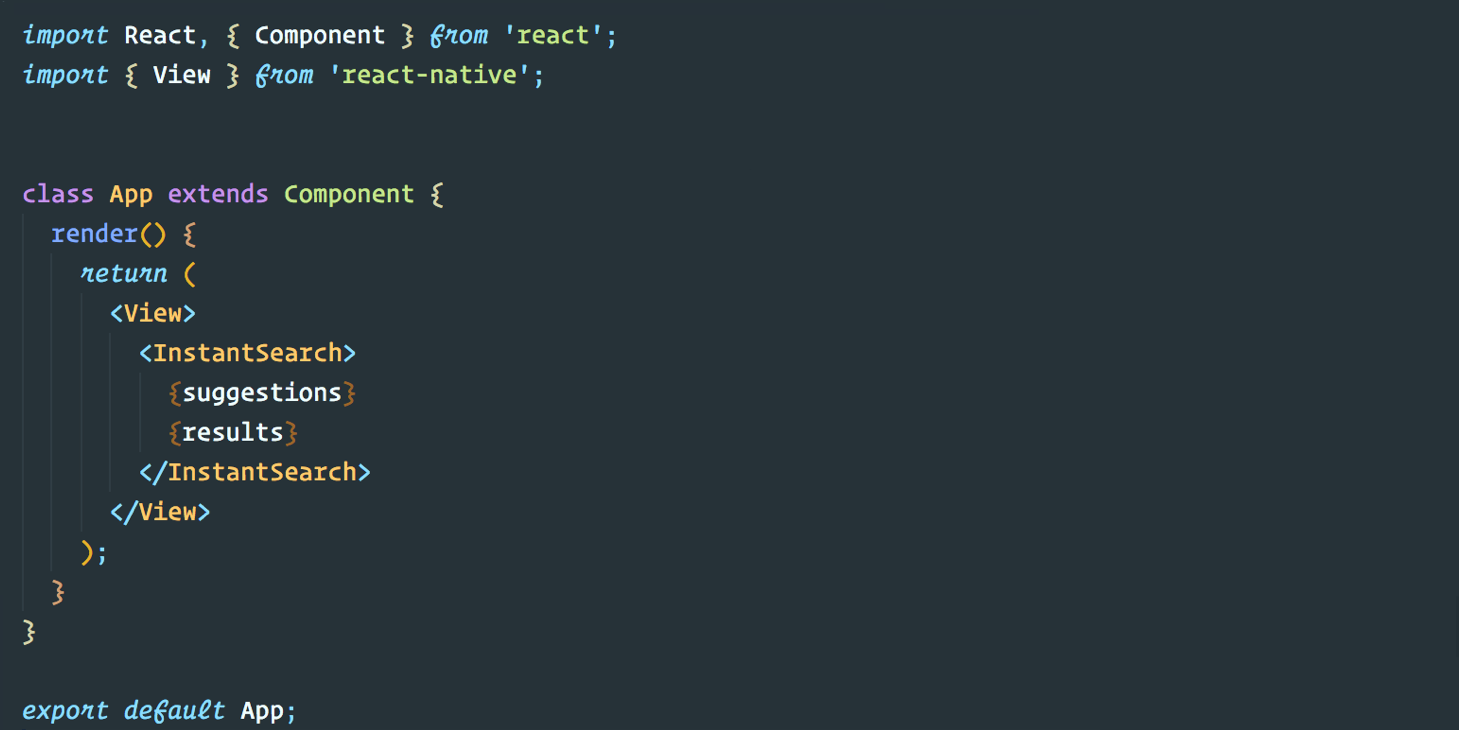 import React, { Component } from 'react';
import { View } from 'react-native';
class App extends Component {
  render() {
    return (
      <View>
        <InstantSearch>
          {suggestions}
          {results}
        </InstantSearch>
      </View>
    );
  }
}
export default App;